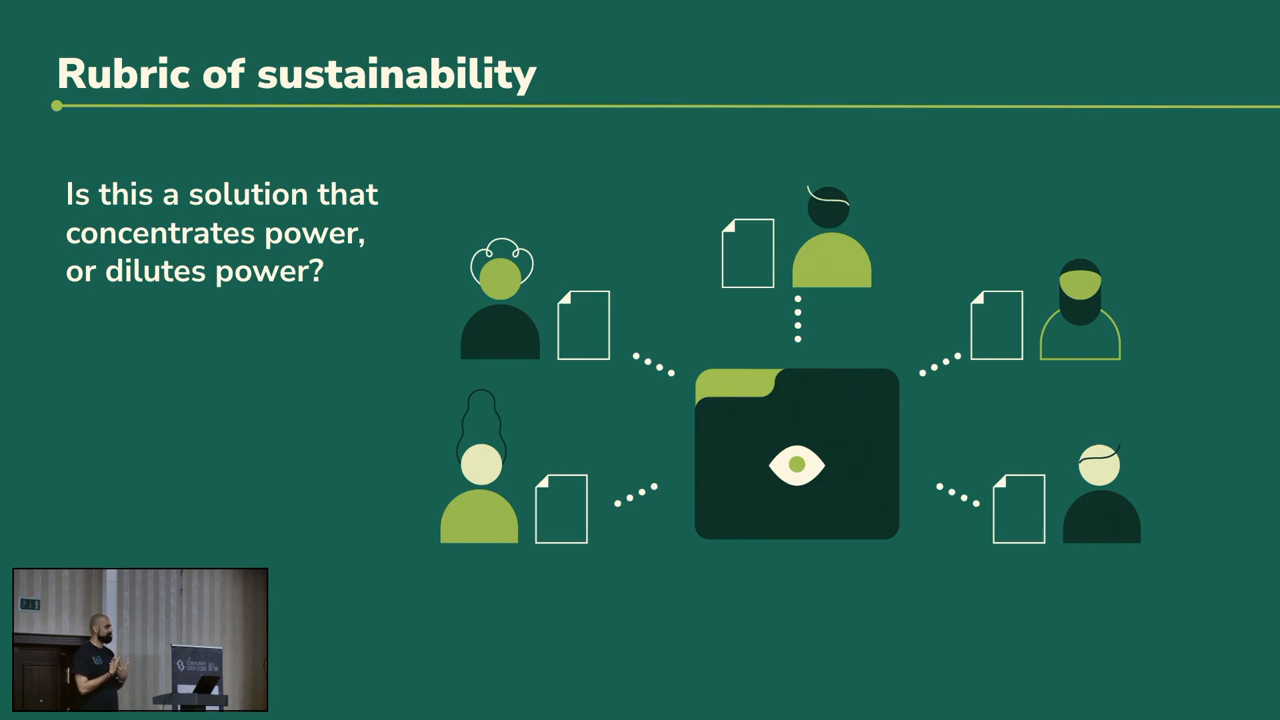 Rubric of sustainability
Is this a solution that
concentrates power,
or dilutes power?